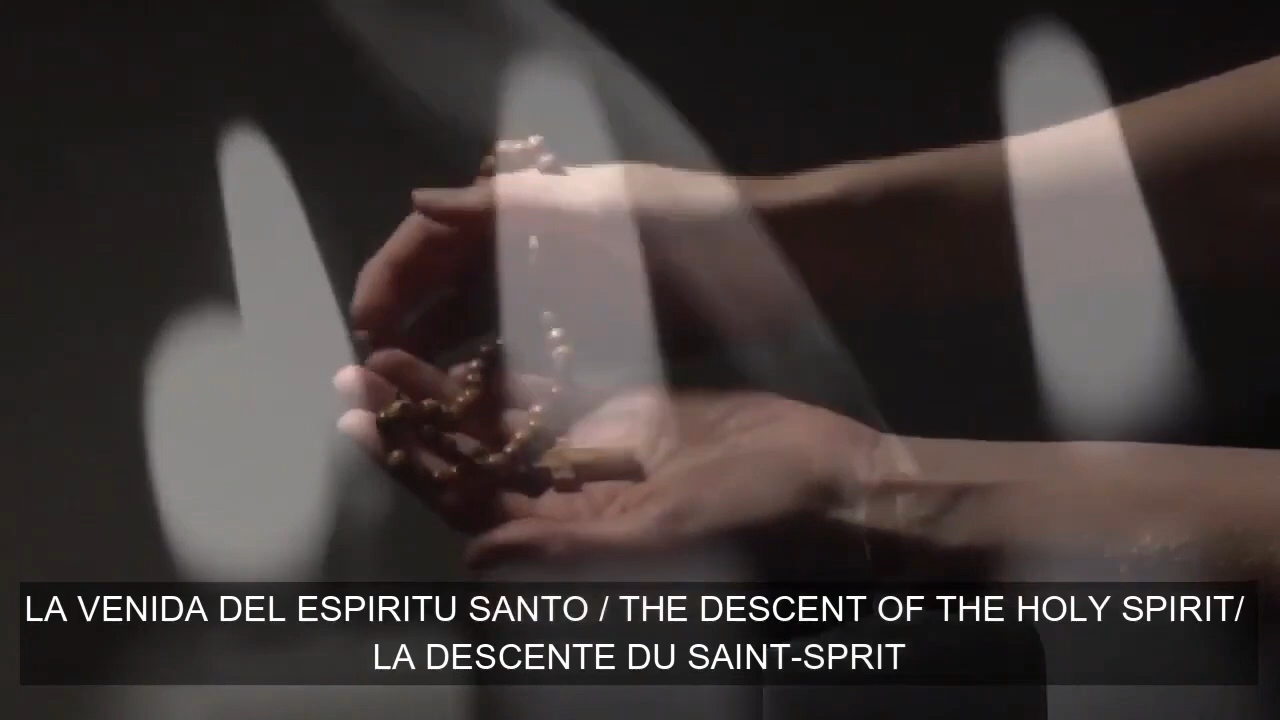 LA VENIDA DEL ESPIRITU SANTO / THE DESCENT OF THE HOLY SPIRIT/
LA DESCENTE DU SAINT-SPRIT